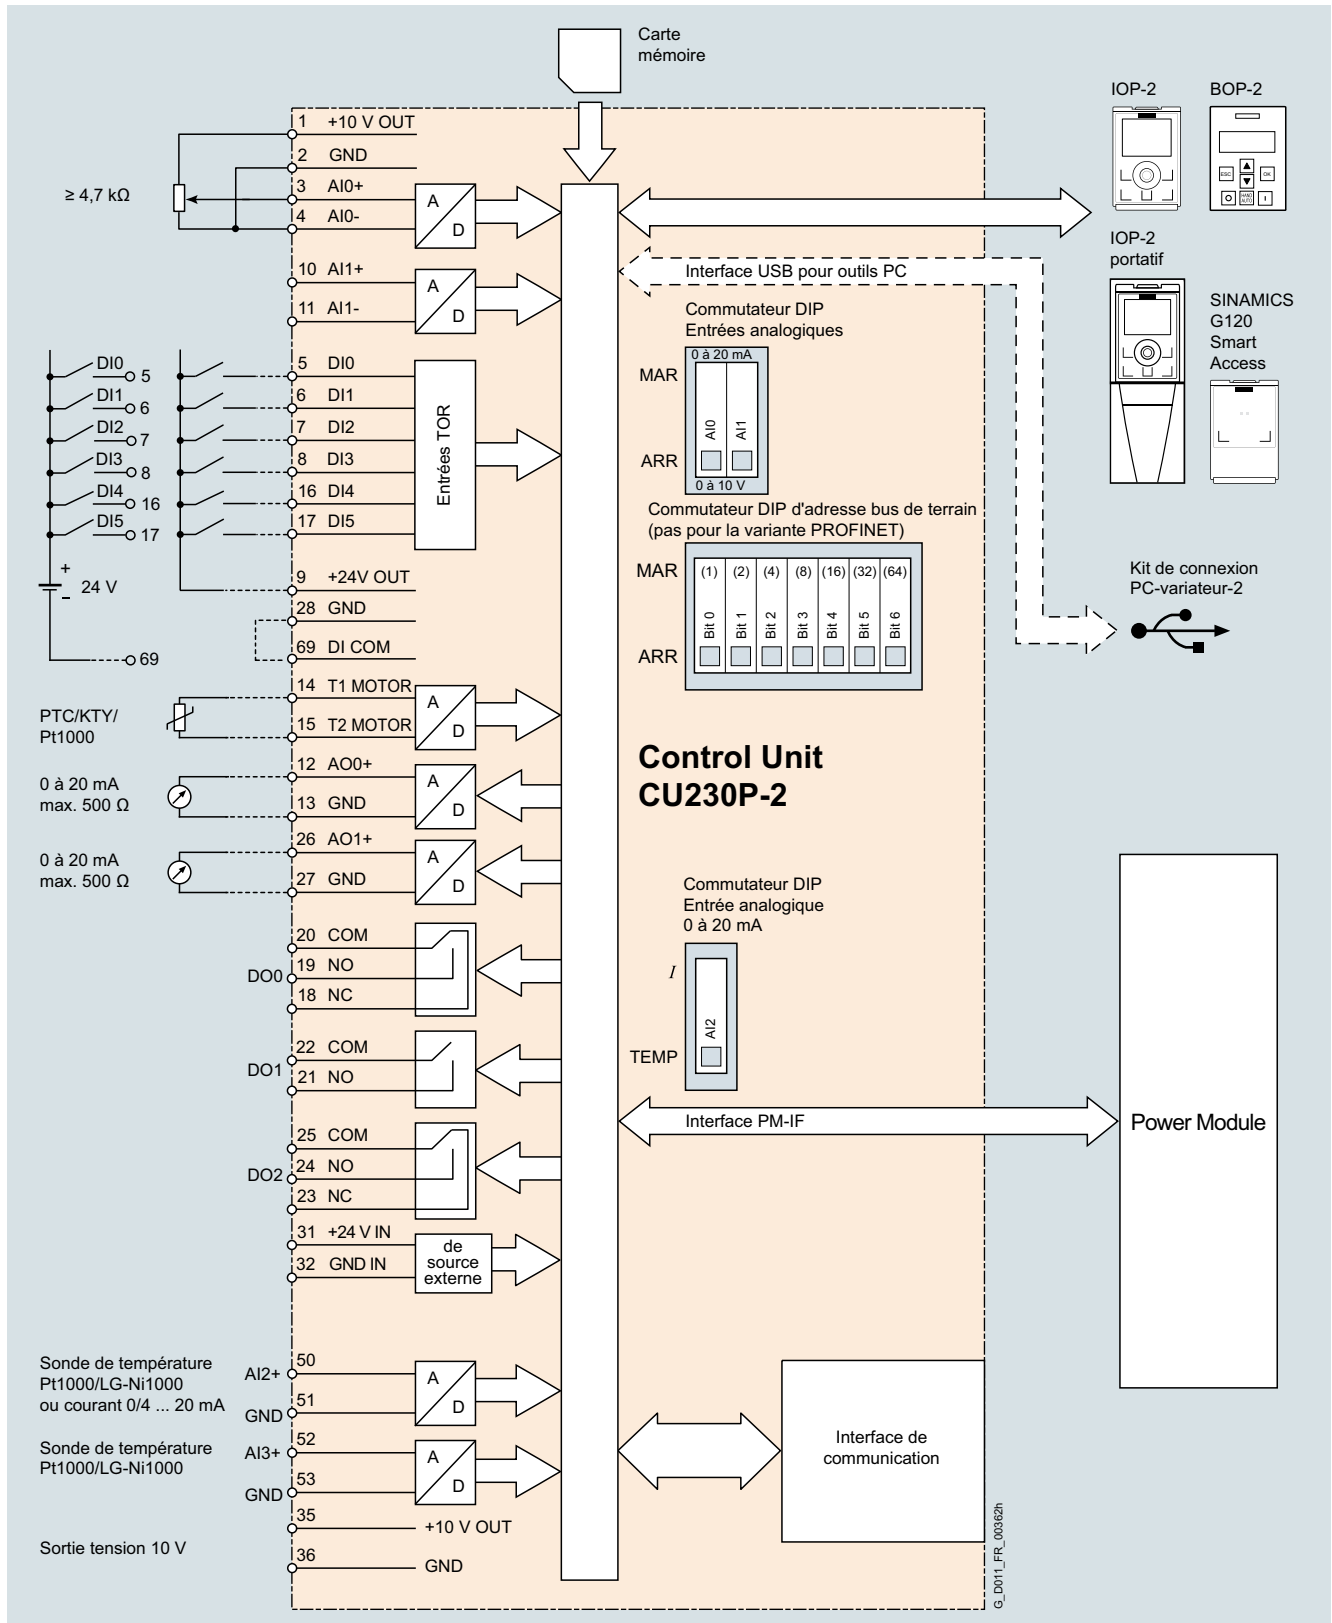 Carte
mémoire
IOP-2
BOP-2
ESC
OK
HAND
AUTO
IOP-2
portatif
SINAMICS
G120
Smart
Access
Kit de connexion
PC-variateur-2
1 +10 V OUT
2 GND
3 AI0+
4 AI0-
≥ 4,7 kΩ
A
D
10 AI1+
11 AI1-
A
D
DI0 5
DI1 6
DI2 7
DI3 8
DI4 16
DI5 17
+
24 V
–
69
5 DI0
6 DI1
7 DI2
8 DI3
16 DI4
17 DI5
Entrées TOR
9 +24V OUT
28 GND
69 DI COM
PTC/KTY/
Pt1000
14 T1 MOTOR
15 T2 MOTOR
A
D
0 à 20 mA
max. 500 Ω
12 AO0+
13 GND
A
D
0 à 20 mA
max. 500 Ω
26 AO1+
27 GND
A
D
DO0
20 COM
19 NO
18 NC
DO1
22 COM
21 NO
DO2
25 COM
24 NO
23 NC
31 +24 V IN
32 GND IN
de
source
externe
Sonde de température
Pt1000/LG-Ni1000
ou courant 0/4 ... 20 mA
AI2+ 50
GND 51
A
D
Sonde de température
Pt1000/LG-Ni1000
AI3+ 52
GND 53
A
D
Sortie tension 10 V
35 +10 V OUT
36 GND
Interface USB pour outils PC
Commutateur DIP
Entrées analogiques
0 à 20 mA
MAR
AI0
AI1
ARR
0 à 10 V
Commutateur DIP d'adresse bus de terrain
(pas pour la variante PROFINET)
MAR
(1) (2) (4) (8) (16) (32) (64)
Bit 0 Bit 1 Bit 2 Bit 3 Bit 4 Bit 5 Bit 6
ARR
Control Unit
CU230P-2
Commutateur DIP
Entrée analogique
0 à 20 mA
I
AI2
TEMP
Interface PM-IF
Power Module
Interface de
communication
G_D011_FR_00362h